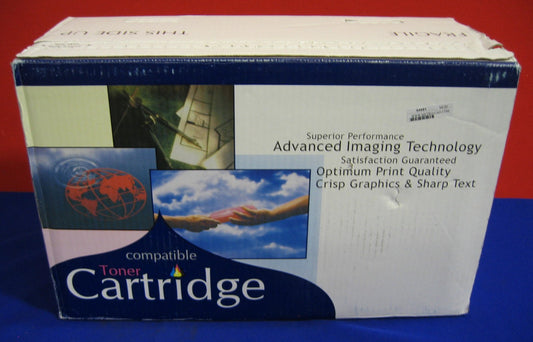 THIS SIDE UP
FRAGILE
Superior Performance
Advanced Imaging Technology
Satisfaction Guaranteed
Optimum Print Quality
Crisp Graphics & Sharp Text
compatible
Toner
Cartridge